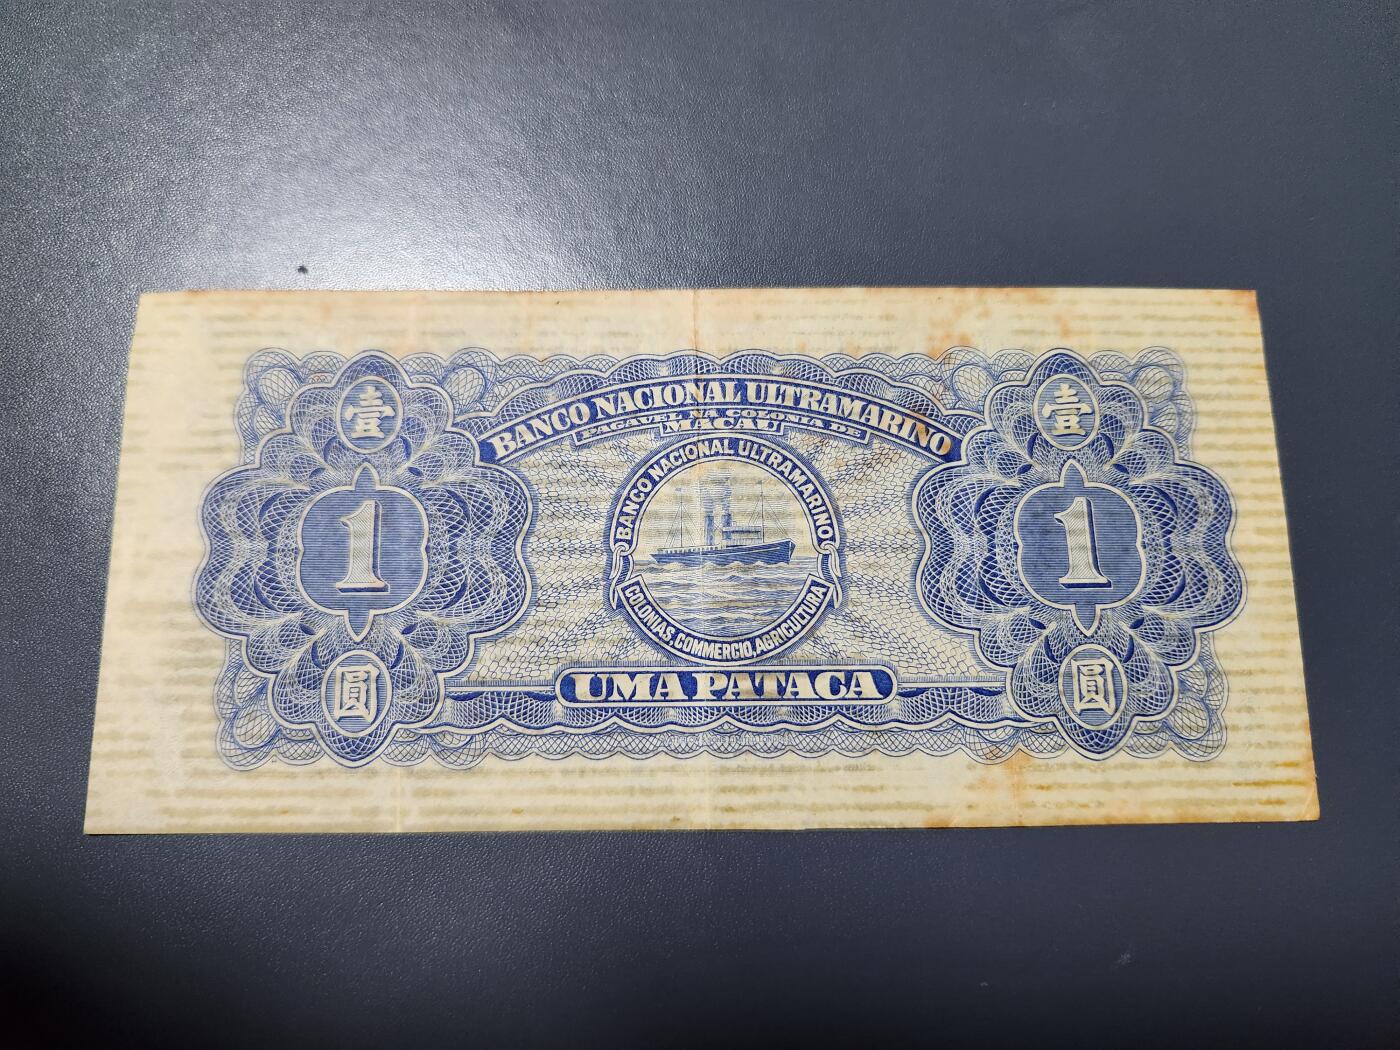 BANCO NACIONAL ULTRAMARINO
PAGAVEL NA COLONIA DE
MACAU
壹
壹
BANCO NACIONAL ULTRAMARINO
1
1
COLONIAS, COMMERCIO, AGRICULTURA
圓
圓
UMA PATACA